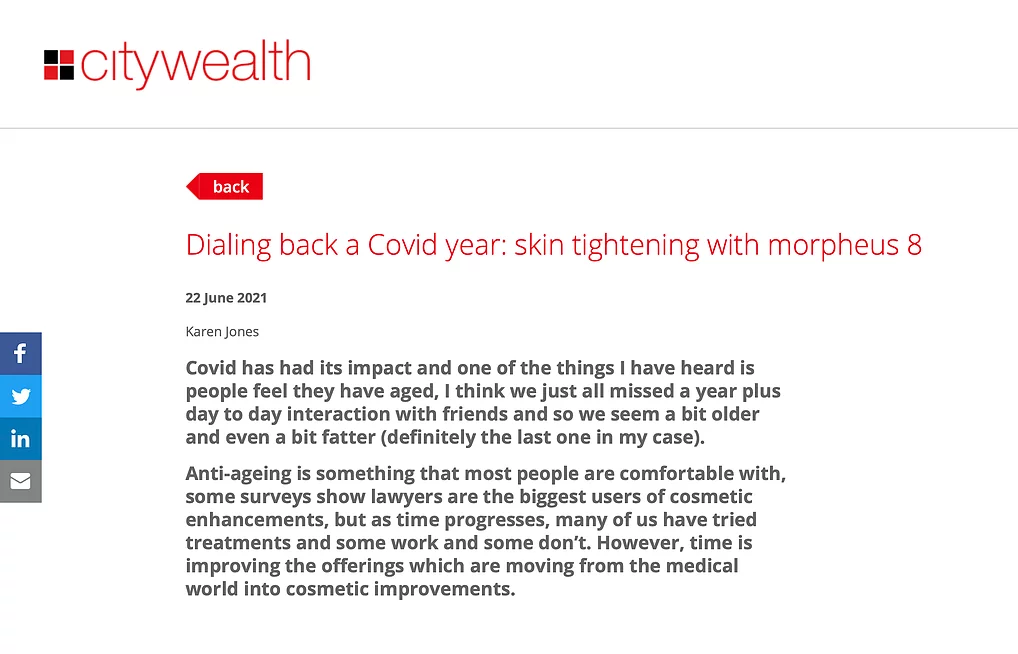 citywealth
back
Dialing back a Covid year: skin tightening with morpheus 8
22 June 2021
Karen Jones
Covid has had its impact and one of the things I have heard is
people feel they have aged, I think we just all missed a year plus
day to day interaction with friends and so we seem a bit older
and even a bit fatter (definitely the last one in my case).
Anti-ageing is something that most people are comfortable with,
some surveys show lawyers are the biggest users of cosmetic
enhancements, but as time progresses, many of us have tried
treatments and some work and some don’t. However, time is
improving the offerings which are moving from the medical
world into cosmetic improvements.